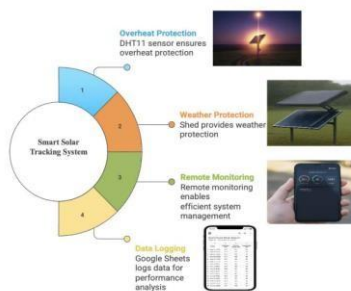 Overheat Protection
DHT11 sensor ensures
overheat protection
1
Weather Protection
Shed provides weather
protection
2
Smart Solar
Tracking System
Remote Monitoring
Remote monitoring
enables
efficient system
management
3
4
Data Logging
Google Sheets
logs data for
performance
analysis